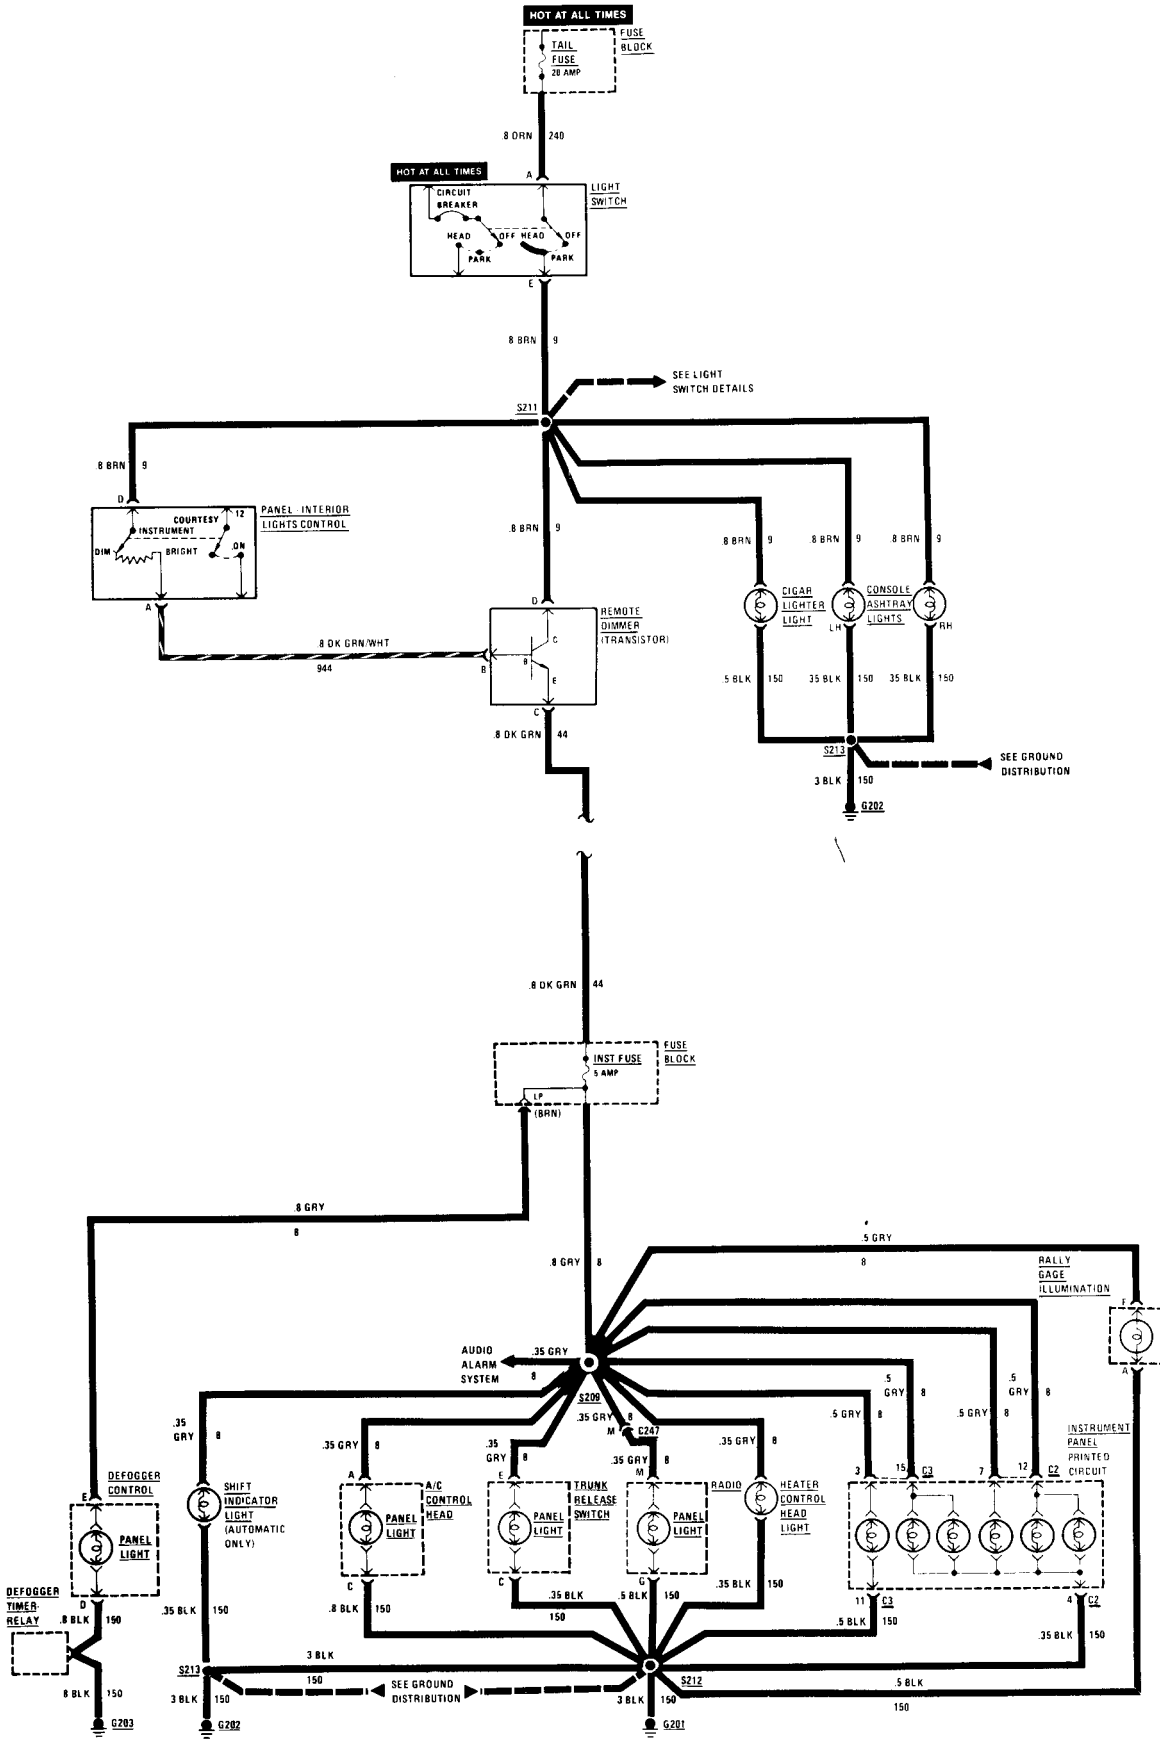 HOT AT ALL TIMES
FUSE
BLOCK
TAIL
FUSE
20 AMP
.8 ORN 240
HOT AT ALL TIMES
A
LIGHT
SWITCH
CIRCUIT
BREAKER
HEAD OFF HEAD OFF
PARK PARK
E
8 BRN 9
SEE LIGHT
SWITCH DETAILS
S211
.8 BRN 9
D
PANEL - INTERIOR
LIGHTS CONTROL
COURTESY 12
INSTRUMENT
DIM BRIGHT ON
A
.8 BRN 9
.8 BRN 9
.8 BRN 9
.8 BRN 9
CIGAR
LIGHTER
LIGHT
CONSOLE
ASHTRAY
LIGHTS
LH RH
D
REMOTE
DIMMER
(TRANSISTOR)
C
B
E
B
C
.8 DK GRN/WHT
944
.5 BLK 150
35 BLK 150
35 BLK 150
.8 DK GRN 44
S213
SEE GROUND
DISTRIBUTION
3 BLK 150
G202
.8 DK GRN 44
INST FUSE
5 AMP
FUSE
BLOCK
LP
(BRN)
.8 GRY
8
.8 GRY 8
.5 GRY
8
RALLY
GAGE
ILLUMINATION
F
A
AUDIO
ALARM
SYSTEM
.35 GRY
8
S209
.35
GRY 8
.35 GRY 8
.35
GRY 8
.35 GRY 8
M C247
.35 GRY 8
.35 GRY 8
.5 GRY 8
.5
GRY 8
.5 GRY 8
.5
GRY 8
INSTRUMENT
PANEL
PRINTED
CIRCUIT
3 15 C3 7 12 C2
DEFOGGER
CONTROL
E
PANEL
LIGHT
D
SHIFT
INDICATOR
LIGHT
(AUTOMATIC
ONLY)
A
A/C
CONTROL
HEAD
PANEL
LIGHT
C
E
TRUNK
RELEASE
SWITCH
PANEL
LIGHT
C
M
RADIO
PANEL
LIGHT
G
HEATER
CONTROL
HEAD
LIGHT
DEFOGGER
TIMER-
RELAY
.8 BLK 150
.35 BLK 150
.8 BLK 150
.35 BLK
150
.5 BLK 150
.35 BLK 150
11 C3
.5 BLK 150
4 C2
.35 BLK 150
S213
3 BLK
150
SEE GROUND
DISTRIBUTION
S212
.5 BLK
150
8 BLK 150
G203
3 BLK 150
G202
3 BLK 150
G201